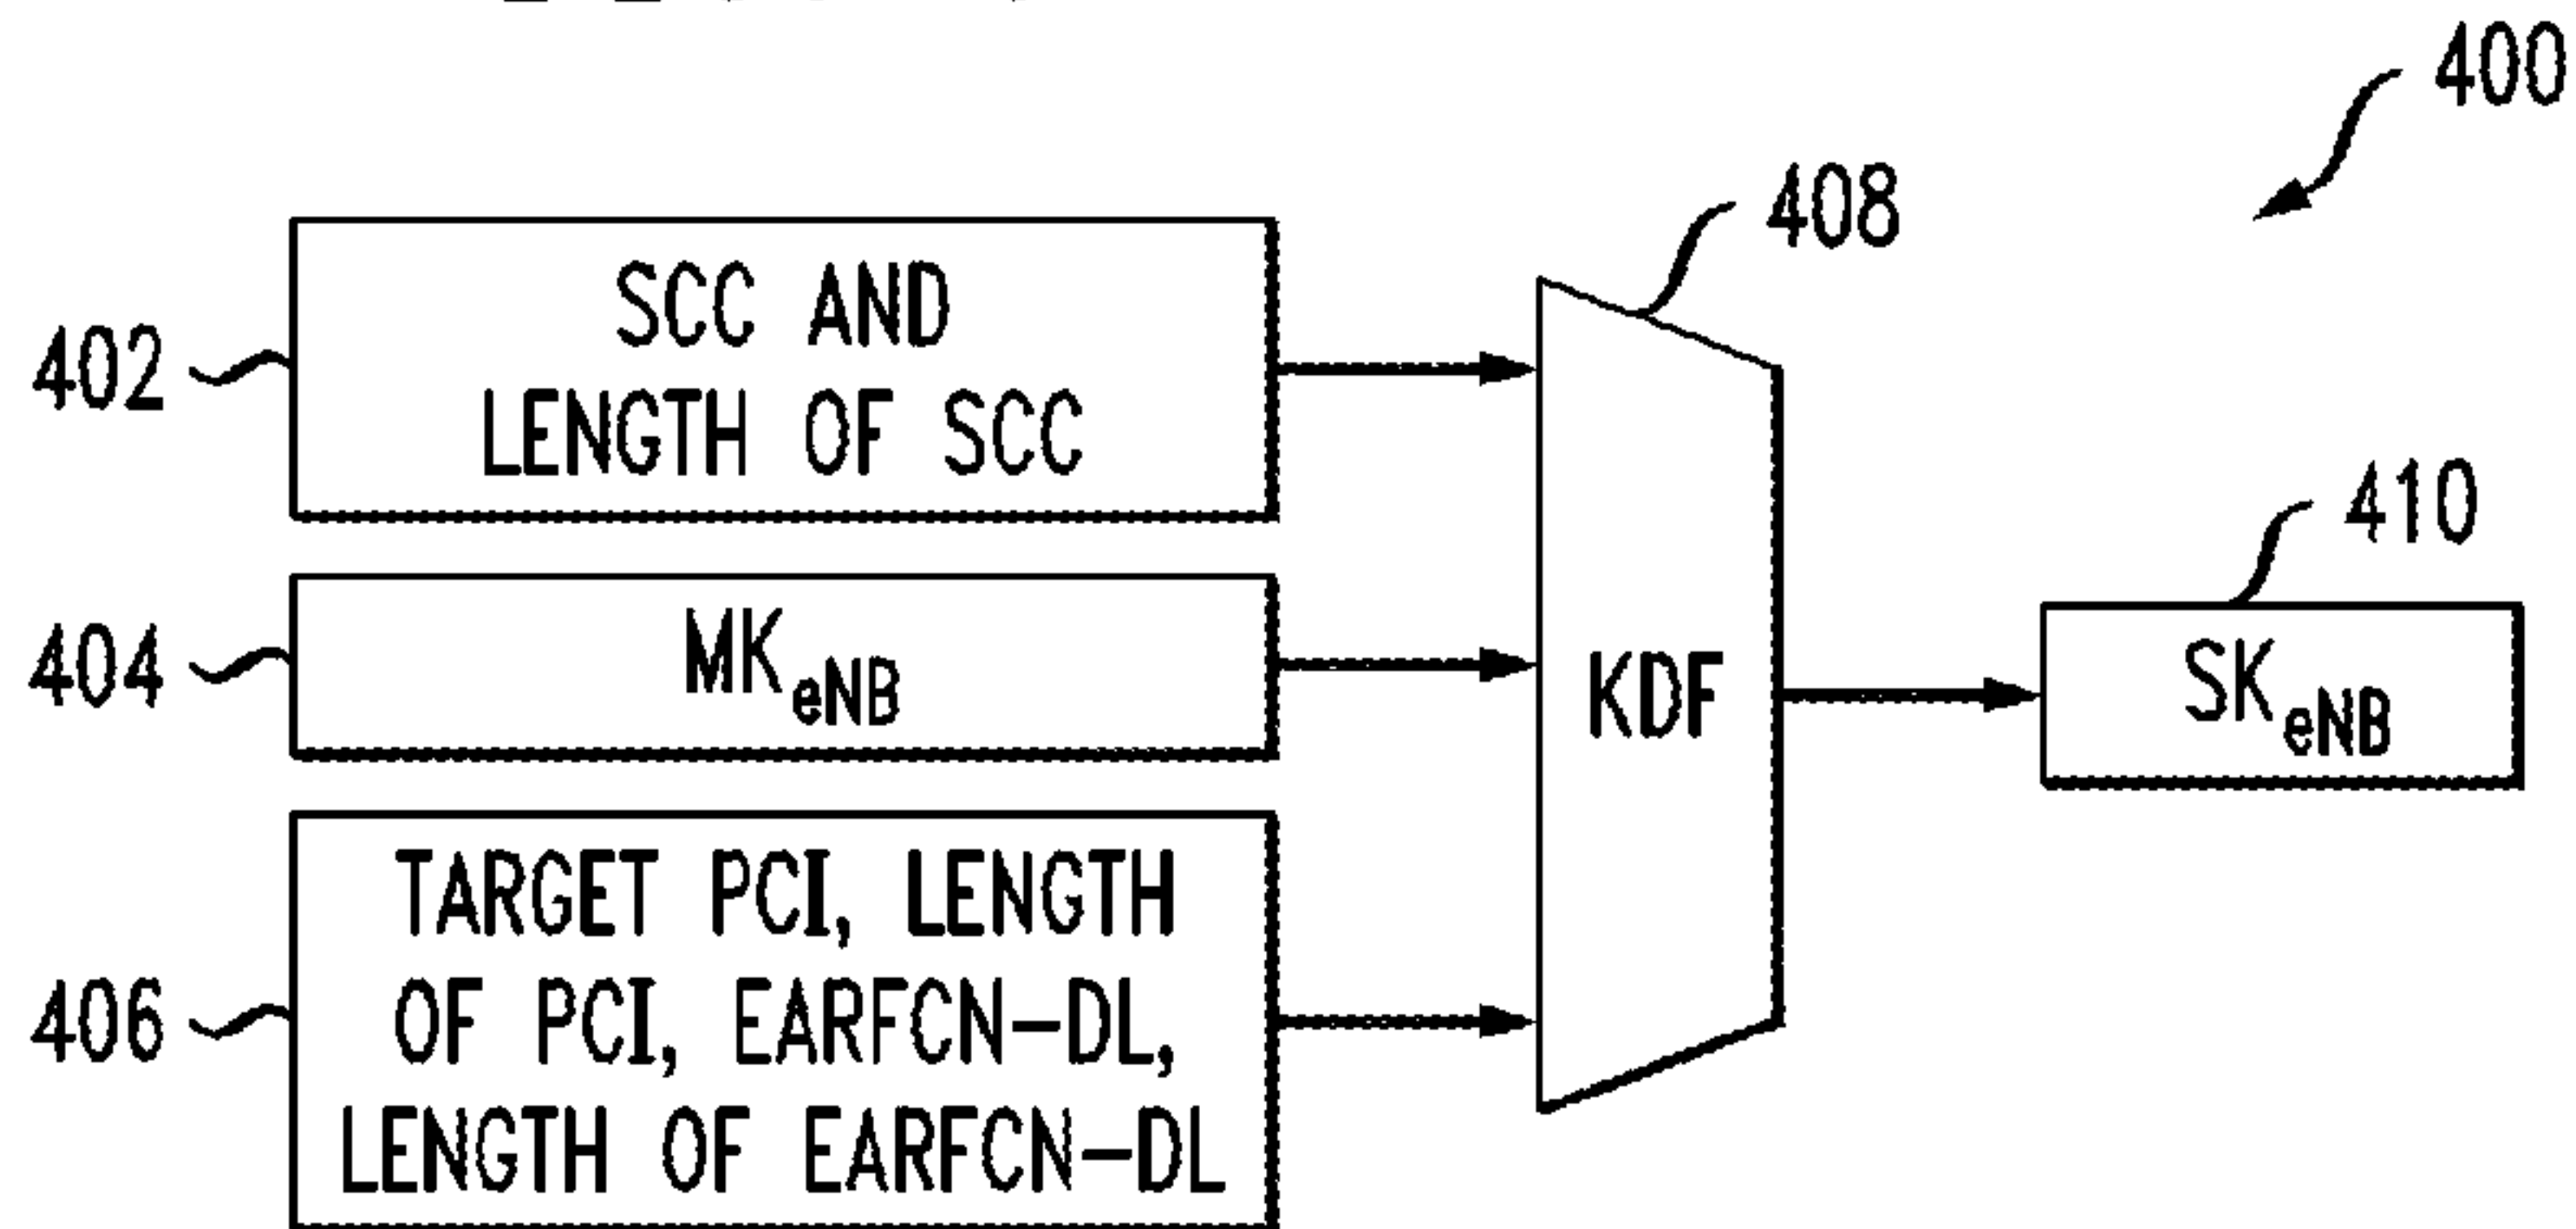 400
408
SCC AND
LENGTH OF SCC
402
410
MKeNB
404
KDF
SKeNB
TARGET PCI, LENGTH
OF PCI, EARFCN-DL,
LENGTH OF EARFCN-DL
406